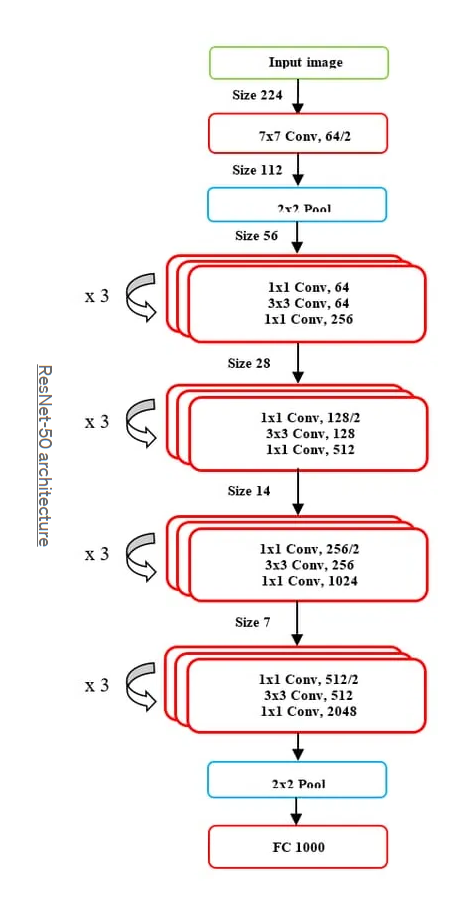 Input image
Size 224
7x7 Conv, 64/2
Size 112
2x2 Pool
Size 56
x 3
1x1 Conv, 64
3x3 Conv, 64
1x1 Conv, 256
Size 28
x 3
1x1 Conv, 128/2
3x3 Conv, 128
1x1 Conv, 512
Size 14
x 3
1x1 Conv, 256/2
3x3 Conv, 256
1x1 Conv, 1024
Size 7
x 3
1x1 Conv, 512/2
3x3 Conv, 512
1x1 Conv, 2048
2x2 Pool
FC 1000
ResNet-50 architecture